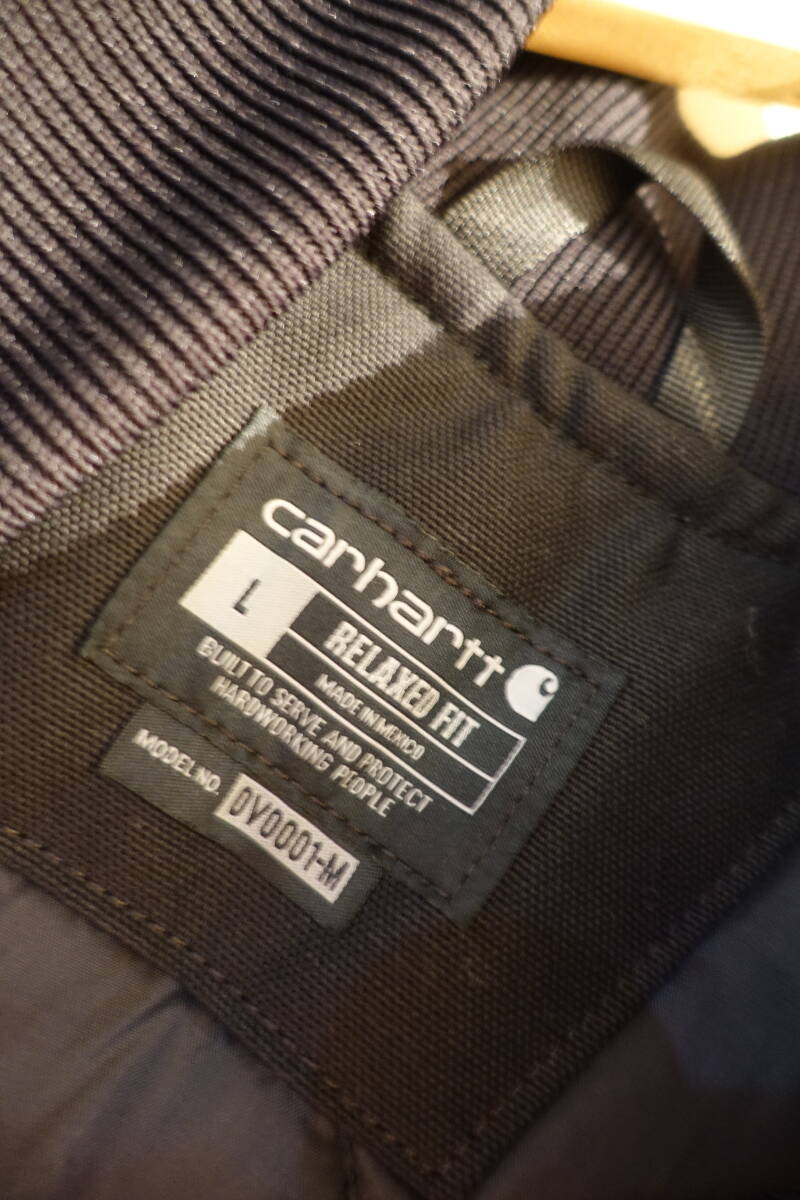 carhartt
L
RELAXED FIT
MADE IN MEXICO
BUILT TO SERVE AND PROTECT
HARDWORKING PEOPLE
MODEL NO. OV0001-M